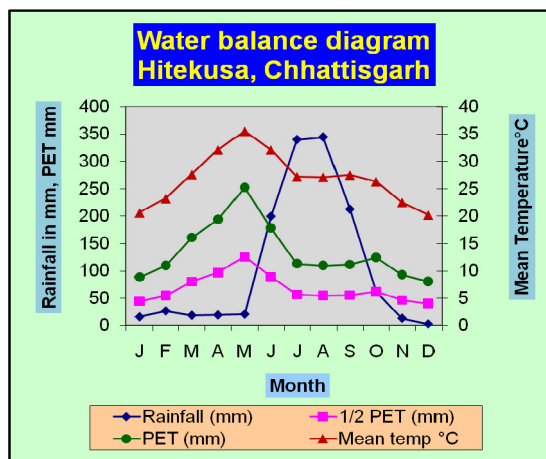 Water balance diagram
Hitekusa, Chhattisgarh
Rainfall in mm, PET mm
400
350
300
250
200
150
100
50
0
40
35
30
25
20
15
10
5
0
Mean Temperature°C
J F M A M J J A S O N D
Month
Rainfall (mm)
1/2 PET (mm)
PET (mm)
Mean temp °C